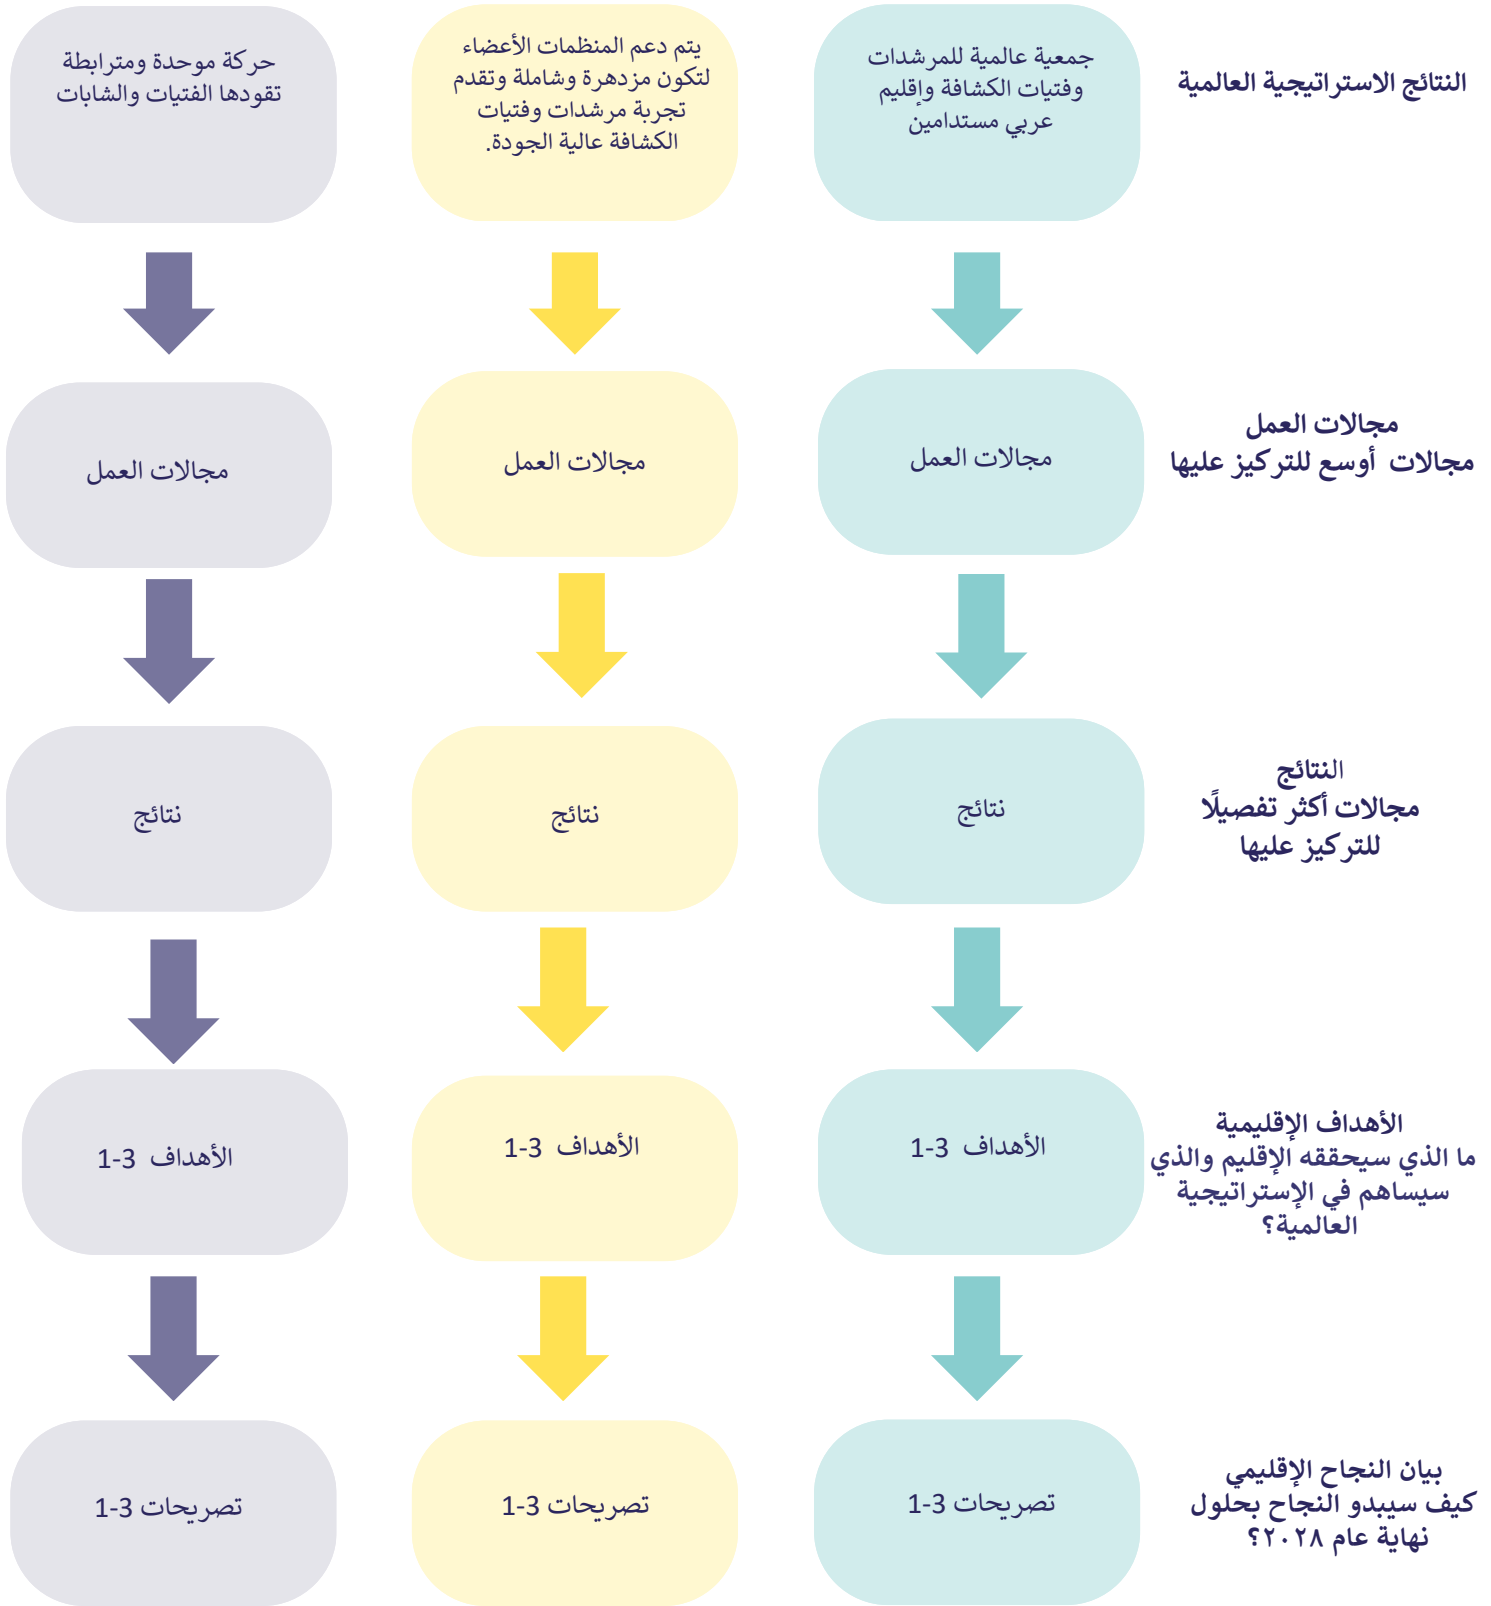 النتائج الاستراتيجية العالمية
جمعية عالمية للمرشدات
وفتيات الكشافة وإقليم
عربي مستدامين
يتم دعم المنظمات الأعضاء
لتكون مزدهرة وشاملة وتقدم
تجربة مرشدات وفتيات
الكشافة عالية الجودة.
حركة موحدة ومترابطة
تقودها الفتيات والشابات
مجالات العمل
مجالات أوسع للتركيز عليها
مجالات العمل
مجالات العمل
مجالات العمل
النتائج
مجالات أكثر تفصيلًا
للتركيز عليها
نتائج
نتائج
نتائج
الأهداف الإقليمية
ما الذي سيحققه الإقليم والذي
سيساهم في الإستراتيجية
العالمية؟
الأهداف 3-1
الأهداف 3-1
الأهداف 3-1
بيان النجاح الإقليمي
كيف سيبدو النجاح بحلول
نهاية عام ٢٠٢٨؟
تصريحات 3-1
تصريحات 3-1
تصريحات 3-1